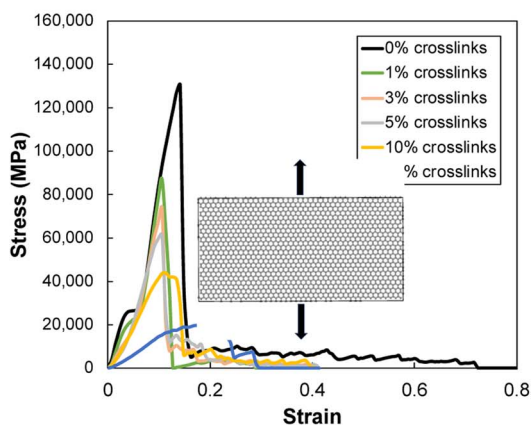 160,000
140,000
120,000
100,000
80,000
60,000
40,000
20,000
0
Stress (MPa)
0% crosslinks
1% crosslinks
3% crosslinks
5% crosslinks
10% crosslinks
% crosslinks
0 0.2 0.4 0.6 0.8
Strain